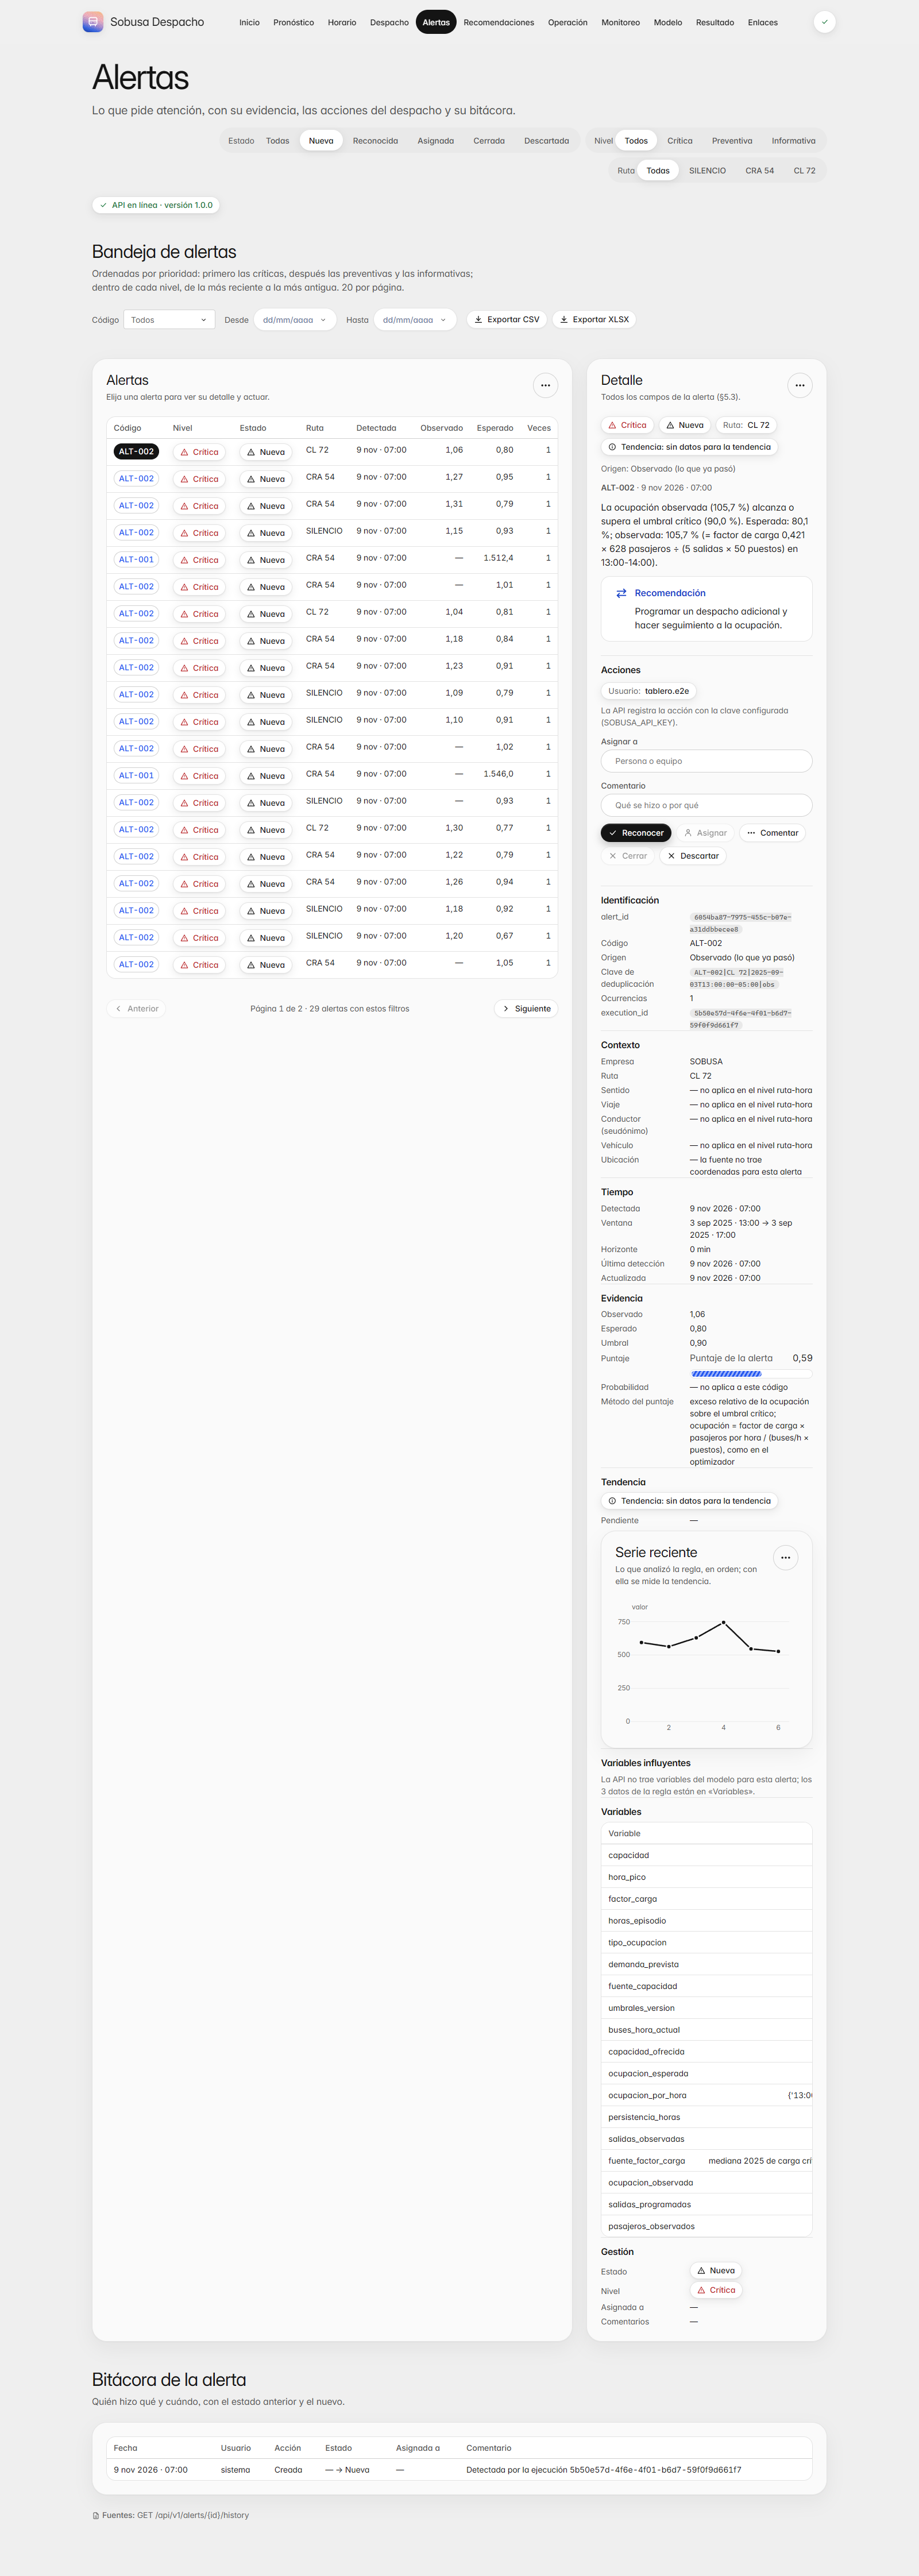 Sobusa Despacho
Inicio Pronóstico Horario Despacho Alertas Recomendaciones Operación Monitoreo Modelo Resultado Enlaces
Alertas
Lo que pide atención, con su evidencia, las acciones del despacho y su bitácora.
Estado Todas Nueva Reconocida Asignada Cerrada Descartada
Nivel Todos Crítica Preventiva Informativa
Ruta Todas SILENCIO CRA 54 CL 72
API en línea · versión 1.0.0
Bandeja de alertas
Ordenadas por prioridad: primero las críticas, después las preventivas y las informativas;
dentro de cada nivel, de la más reciente a la más antigua. 20 por página.
Código Todos Desde dd/mm/aaaa Hasta dd/mm/aaaa Exportar CSV Exportar XLSX
Alertas
Elija una alerta para ver su detalle y actuar.
Código Nivel Estado Ruta Detectada Observado Esperado Veces
ALT-002 Crítica Nueva CL 72 9 nov · 07:00 1,06 0,80 1
ALT-002 Crítica Nueva CRA 54 9 nov · 07:00 1,27 0,95 1
ALT-002 Crítica Nueva CRA 54 9 nov · 07:00 1,31 0,79 1
ALT-002 Crítica Nueva SILENCIO 9 nov · 07:00 1,15 0,93 1
ALT-001 Crítica Nueva CRA 54 9 nov · 07:00 — 1.512,4 1
ALT-002 Crítica Nueva CRA 54 9 nov · 07:00 — 1,01 1
ALT-002 Crítica Nueva CL 72 9 nov · 07:00 1,04 0,81 1
ALT-002 Crítica Nueva CRA 54 9 nov · 07:00 1,18 0,84 1
ALT-002 Crítica Nueva CRA 54 9 nov · 07:00 1,23 0,91 1
ALT-002 Crítica Nueva SILENCIO 9 nov · 07:00 1,09 0,79 1
ALT-002 Crítica Nueva SILENCIO 9 nov · 07:00 1,10 0,91 1
ALT-002 Crítica Nueva CRA 54 9 nov · 07:00 — 1,02 1
ALT-001 Crítica Nueva CRA 54 9 nov · 07:00 — 1.546,0 1
ALT-002 Crítica Nueva SILENCIO 9 nov · 07:00 — 0,93 1
ALT-002 Crítica Nueva CL 72 9 nov · 07:00 1,30 0,77 1
ALT-002 Crítica Nueva CRA 54 9 nov · 07:00 1,22 0,79 1
ALT-002 Crítica Nueva CRA 54 9 nov · 07:00 1,26 0,94 1
ALT-002 Crítica Nueva SILENCIO 9 nov · 07:00 1,18 0,92 1
ALT-002 Crítica Nueva SILENCIO 9 nov · 07:00 1,20 0,67 1
ALT-002 Crítica Nueva CRA 54 9 nov · 07:00 — 1,05 1
Anterior Página 1 de 2 · 29 alertas con estos filtros Siguiente
Detalle
Todos los campos de la alerta (§5.3).
Crítica Nueva Ruta: CL 72
Tendencia: sin datos para la tendencia
Origen: Observado (lo que ya pasó)
ALT-002 · 9 nov 2026 · 07:00
La ocupación observada (105,7 %) alcanza o
supera el umbral crítico (90,0 %). Esperada: 80,1
%; observada: 105,7 % (= factor de carga 0,421
× 628 pasajeros ÷ (5 salidas × 50 puestos) en
13:00-14:00).
Recomendación
Programar un despacho adicional y
hacer seguimiento a la ocupación.
Acciones
Usuario: tablero.e2e
La API registra la acción con la clave configurada
(SOBUSA_API_KEY).
Asignar a
Persona o equipo
Comentario
Qué se hizo o por qué
Reconocer Asignar Comentar
Cerrar Descartar
Identificación
alert_id 6054ba87-7975-455c-b07e-
a31ddbbecee8
Código ALT-002
Origen Observado (lo que ya pasó)
Clave de deduplicación ALT-002|CL 72|2025-09-
03T13:00:00-05:00|obs
Ocurrencias 1
execution_id 5b50e57d-4f6e-4f01-b6d7-
59f0f9d661f7
Contexto
Empresa SOBUSA
Ruta CL 72
Sentido — no aplica en el nivel ruta-hora
Viaje — no aplica en el nivel ruta-hora
Conductor (seudónimo) — no aplica en el nivel ruta-hora
Vehículo — no aplica en el nivel ruta-hora
Ubicación — la fuente no trae
coordenadas para esta alerta
Tiempo
Detectada 9 nov 2026 · 07:00
Ventana 3 sep 2025 · 13:00 → 3 sep
2025 · 17:00
Horizonte 0 min
Última detección 9 nov 2026 · 07:00
Actualizada 9 nov 2026 · 07:00
Evidencia
Observado 1,06
Esperado 0,80
Umbral 0,90
Puntaje Puntaje de la alerta 0,59
Probabilidad — no aplica a este código
Método del puntaje exceso relativo de la ocupación
sobre el umbral crítico;
ocupación = factor de carga ×
pasajeros por hora / (buses/h ×
puestos), como en el
optimizador
Tendencia
Tendencia: sin datos para la tendencia
Pendiente —
Serie reciente
Lo que analizó la regla, en orden; con
ella se mide la tendencia.
valor
750
500
250
0
2 4 6
Variables influyentes
La API no trae variables del modelo para esta alerta; los
3 datos de la regla están en «Variables».
Variables
Variable
capacidad
hora_pico
factor_carga
horas_episodio
tipo_ocupacion
demanda_prevista
fuente_capacidad
umbrales_version
buses_hora_actual
capacidad_ofrecida
ocupacion_esperada
ocupacion_por_hora {'13:0
persistencia_horas
salidas_observadas
fuente_factor_carga mediana 2025 de carga crí
ocupacion_observada
salidas_programadas
pasajeros_observados
Gestión
Estado Nueva
Nivel Crítica
Asignada a —
Comentarios —
Bitácora de la alerta
Quién hizo qué y cuándo, con el estado anterior y el nuevo.
Fecha Usuario Acción Estado Asignada a Comentario
9 nov 2026 · 07:00 sistema Creada — → Nueva — Detectada por la ejecución 5b50e57d-4f6e-4f01-b6d7-59f0f9d661f7
Fuentes: GET /api/v1/alerts/{id}/history